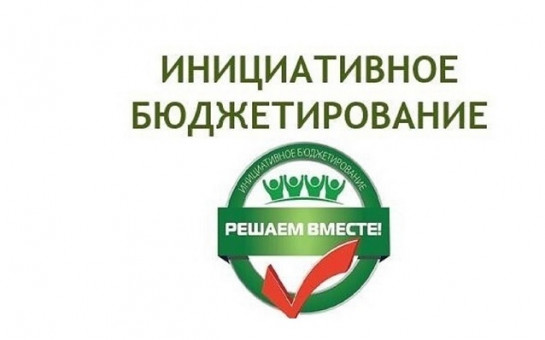 ИНИЦИАТИВНОЕ
БЮДЖЕТИРОВАНИЕ
ИНИЦИАТИВНОЕ БЮДЖЕТИРОВАНИЕ
РЕШАЕМ ВМЕСТЕ!